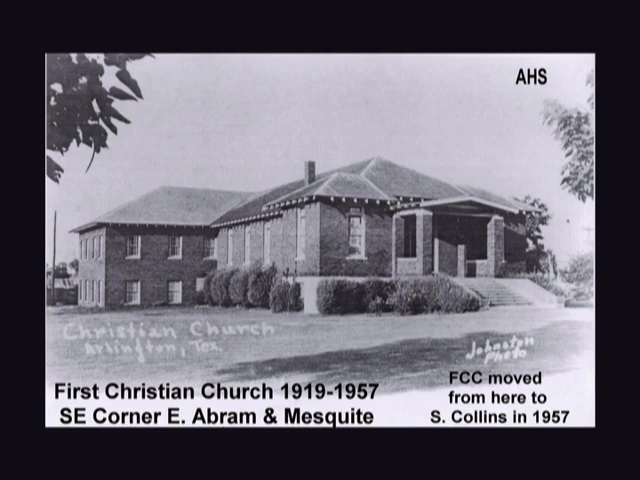 AHS
Christian Church
Arlington, Tex.
Johnston
Photo
First Christian Church 1919-1957
SE Corner E. Abram & Mesquite
FCC moved
from here to
S. Collins in 1957